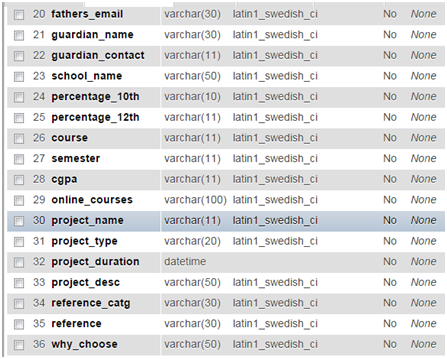 20 fathers_email varchar(30) latin1_swedish_ci No None
21 guardian_name varchar(30) latin1_swedish_ci No None
22 guardian_contact varchar(11) latin1_swedish_ci No None
23 school_name varchar(50) latin1_swedish_ci No None
24 percentage_10th varchar(10) latin1_swedish_ci No None
25 percentage_12th varchar(11) latin1_swedish_ci No None
26 course varchar(11) latin1_swedish_ci No None
27 semester varchar(11) latin1_swedish_ci No None
28 cgpa varchar(11) latin1_swedish_ci No None
29 online_courses varchar(100) latin1_swedish_ci No None
30 project_name varchar(11) latin1_swedish_ci No None
31 project_type varchar(20) latin1_swedish_ci No None
32 project_duration datetime No None
33 project_desc varchar(50) latin1_swedish_ci No None
34 reference_catg varchar(30) latin1_swedish_ci No None
35 reference varchar(30) latin1_swedish_ci No None
36 why_choose varchar(50) latin1_swedish_ci No None